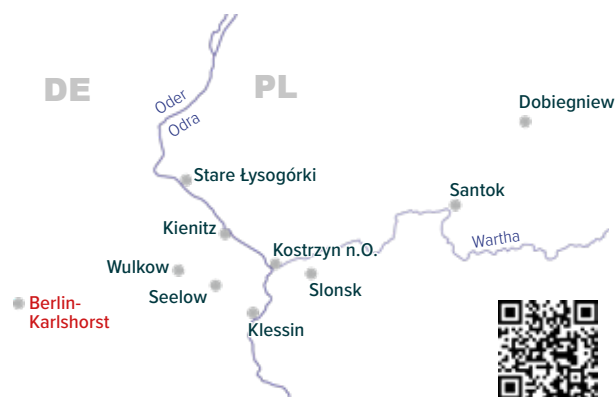 DE
PL
Oder
Odra
Dobiegniew
Stare Łysogórki
Santok
Kienitz
Wartha
Kostrzyn n.O.
Wulkow
Slonsk
Seelow
Berlin-
Karlshorst
Klessin